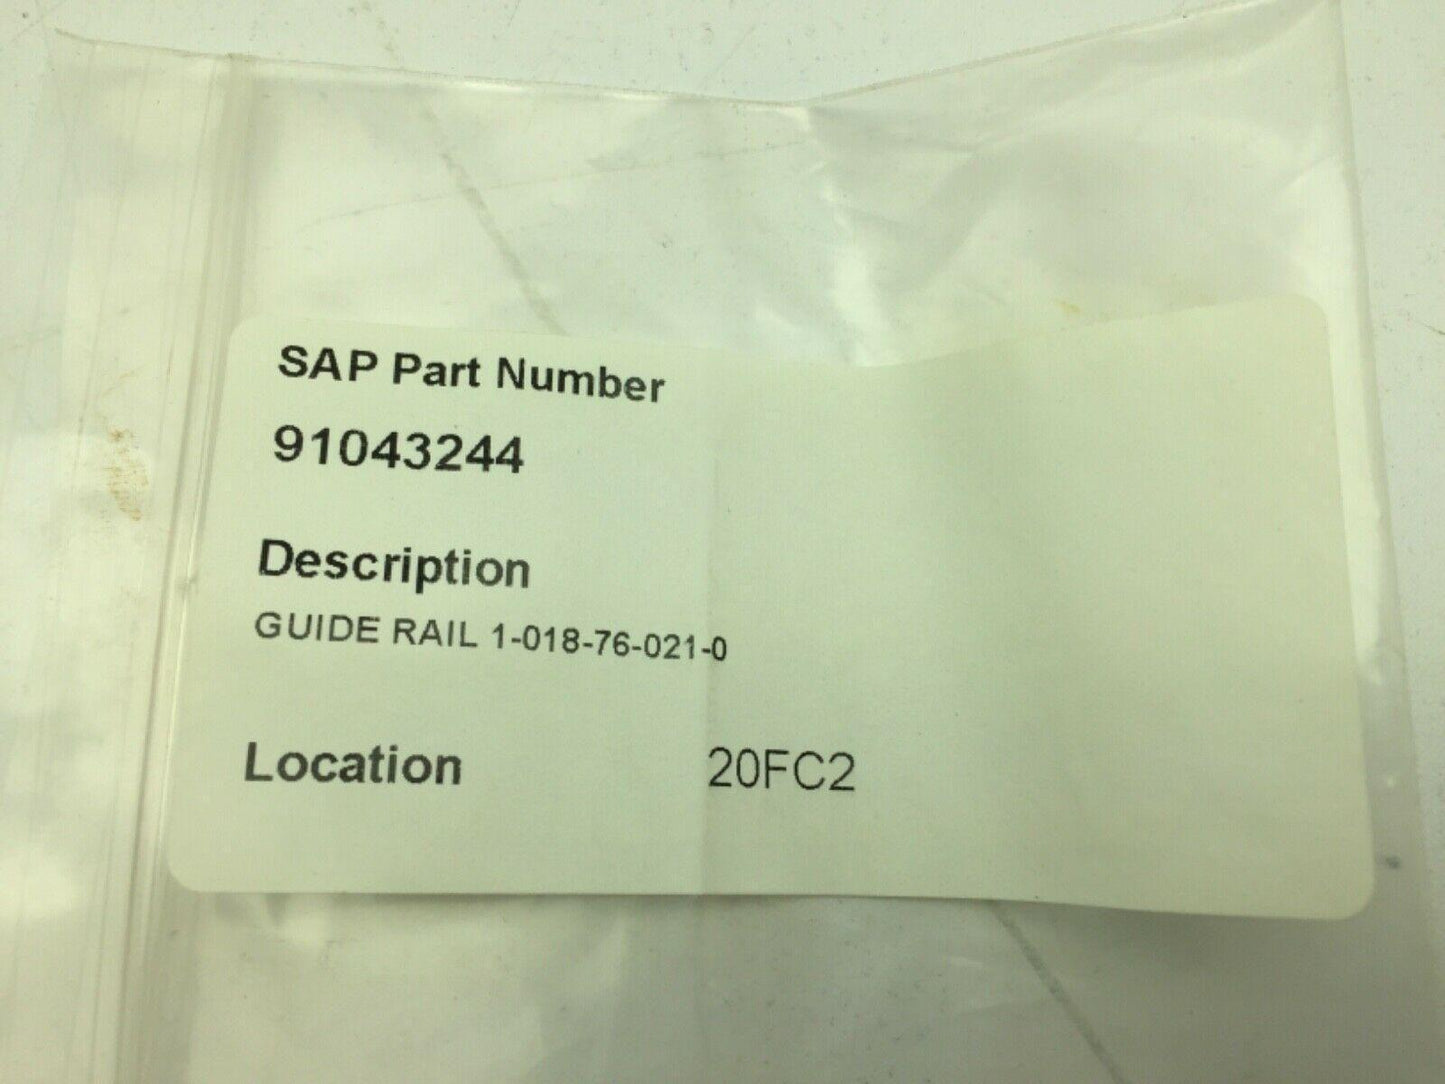 SAP Part Number
91043244
Description
GUIDE RAIL 1-018-76-021-0
Location 20FC2